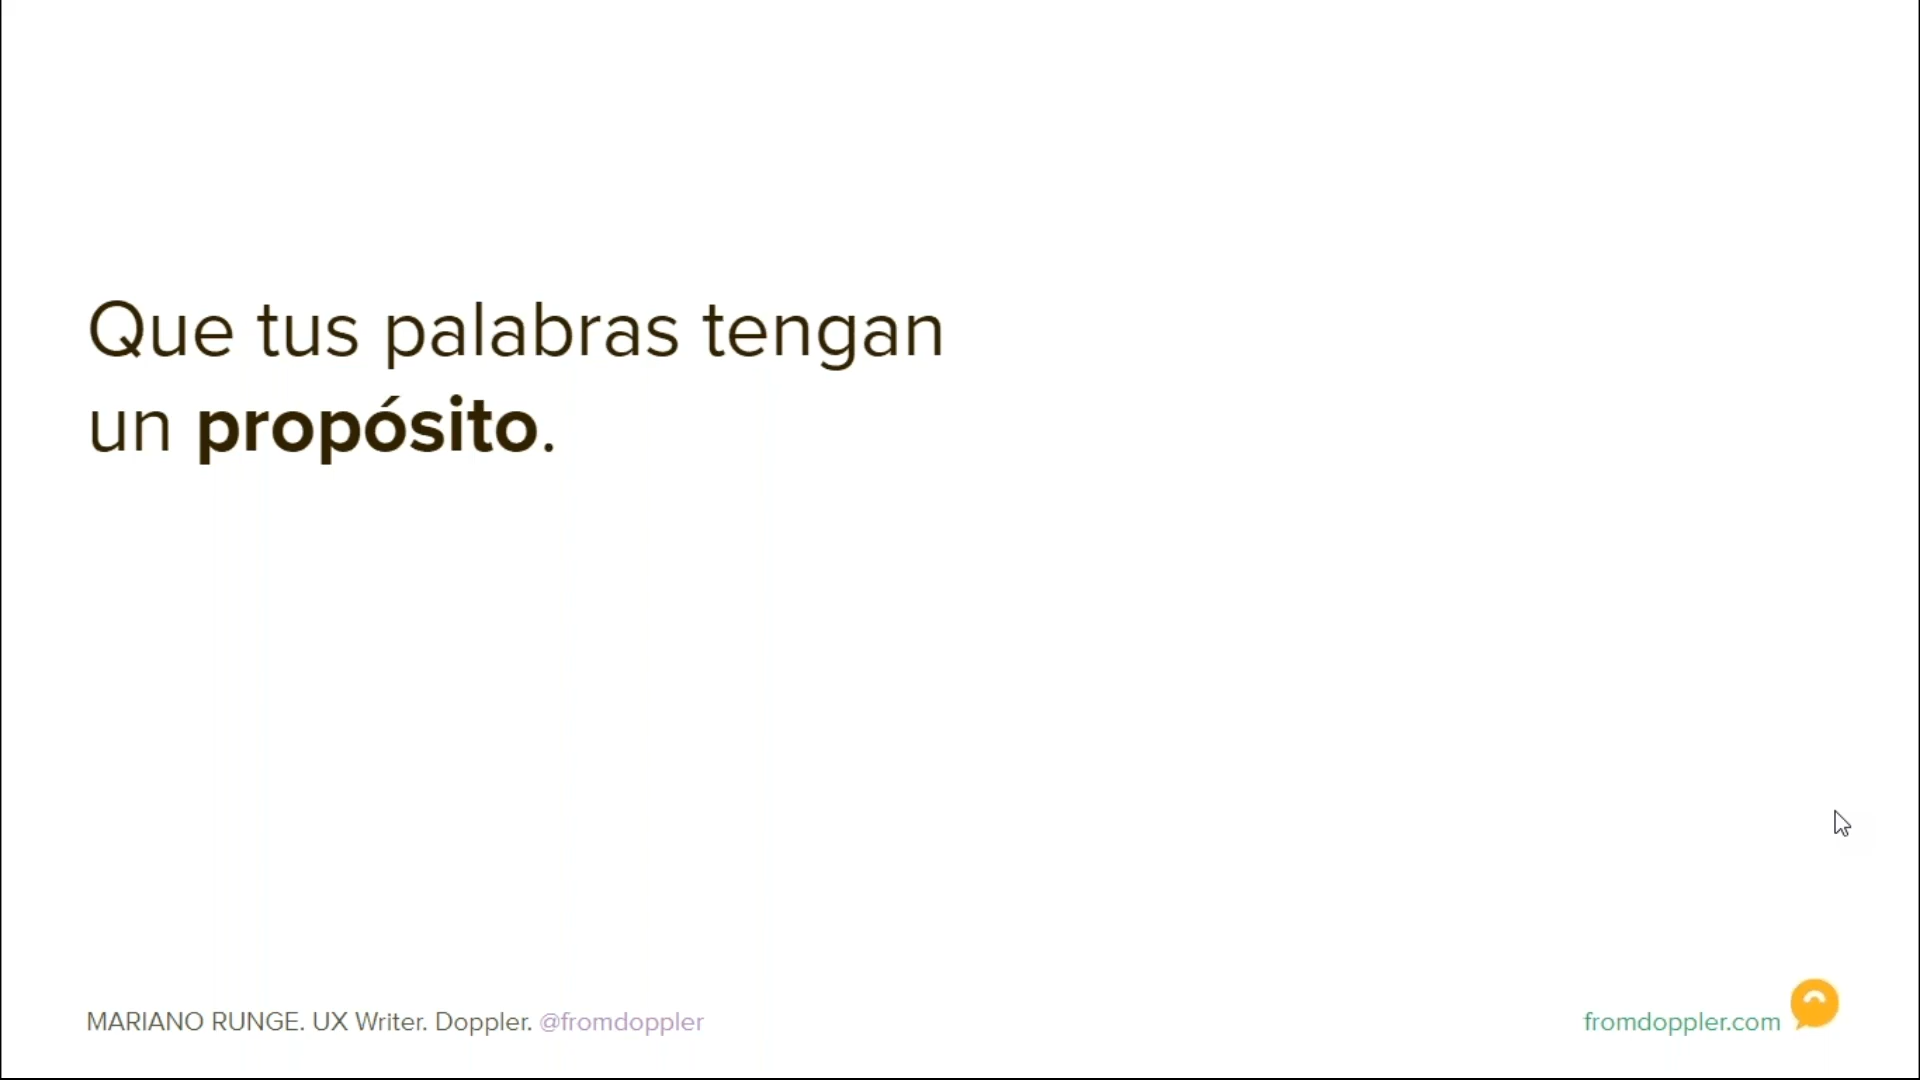 Que tus palabras tengan
un propósito.
MARIANO RUNGE. UX Writer. Doppler. @fromdoppler
fromdoppler.com